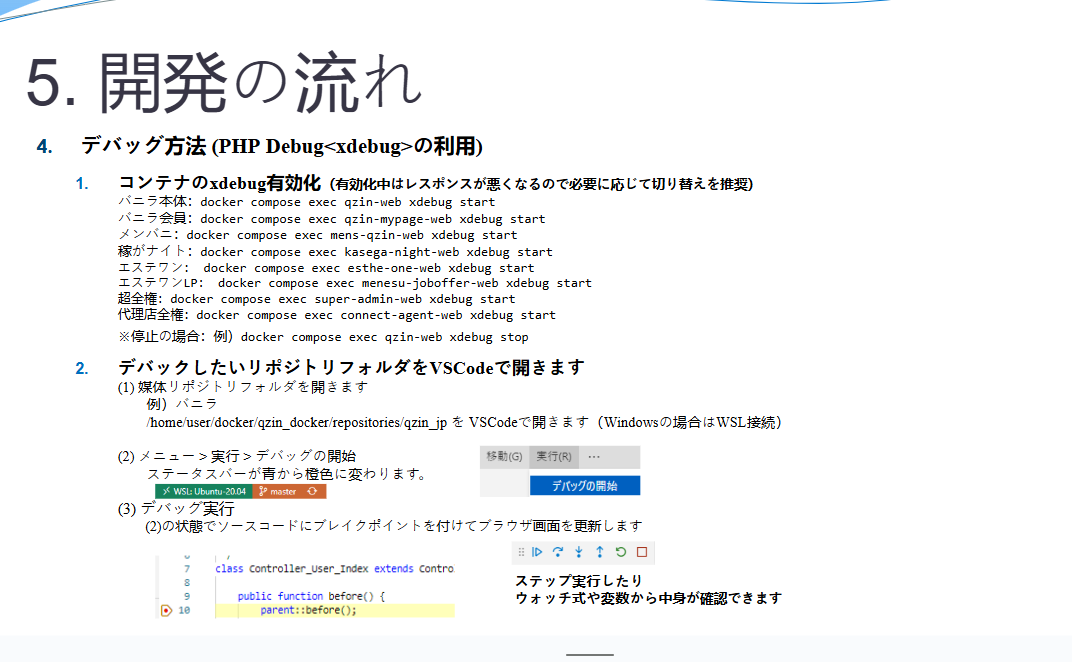 5. 開発の流れ
4. デバッグ方法 (PHP Debug<xdebug>の利用)
1. コンテナのxdebug有効化（有効化中はレスポンスが悪くなるので必要に応じて切り替えを推奨）
バニラ本体: docker compose exec qzin-web xdebug start
バニラ会員: docker compose exec qzin-mypage-web xdebug start
メンバニ: docker compose exec mens-qzin-web xdebug start
稼がナイト: docker compose exec kasega-night-web xdebug start
エステワン: docker compose exec esthe-one-web xdebug start
エステワンLP: docker compose exec menesu-joboffer-web xdebug start
超全権: docker compose exec super-admin-web xdebug start
代理店全権: docker compose exec connect-agent-web xdebug start
※停止の場合: 例）docker compose exec qzin-web xdebug stop
2. デバックしたいリポジトリフォルダをVSCodeで開きます
(1) 媒体リポジトリフォルダを開きます
例）バニラ
/home/user/docker/qzin_docker/repositories/qzin_jp を VSCodeで開きます（Windowsの場合はWSL接続）
(2) メニュー > 実行 > デバッグの開始
ステータスバーが青から橙色に変わります。
移動(G) 実行(R) …
デバッグの開始
WSL: Ubuntu-20.04 master
(3) デバッグ実行
(2)の状態でソースコードにブレイクポイントを付けてブラウザ画面を更新します
7 class Controller_User_Index extends Contro
8
9 public function before() {
10 parent::before();
ステップ実行したり
ウォッチ式や変数から中身が確認できます